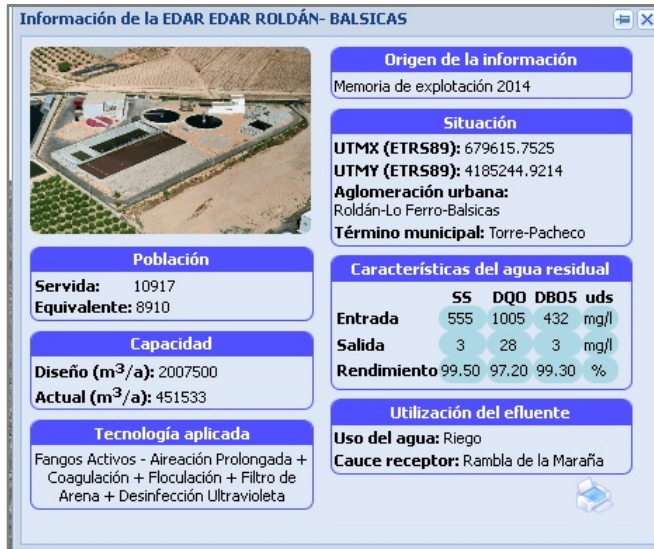 Información de la EDAR EDAR ROLDÁN- BALSICAS
Población
Servida: 10917
Equivalente: 8910
Capacidad
Diseño (m3/a): 2007500
Actual (m3/a): 451533
Tecnología aplicada
Fangos Activos - Aireación Prolongada +
Coagulación + Floculación + Filtro de
Arena + Desinfección Ultravioleta
Origen de la información
Memoria de explotación 2014
Situación
UTMX (ETRS89): 679615.7525
UTMY (ETRS89): 4185244.9214
Aglomeración urbana:
Roldán-Lo Ferro-Balsicas
Término municipal: Torre-Pacheco
Características del agua residual
SS DQO DBO5 uds
Entrada 555 1005 432 mg/l
Salida 3 28 3 mg/l
Rendimiento 99.50 97.20 99.30 %
Utilización del efluente
Uso del agua: Riego
Cauce receptor: Rambla de la Maraña